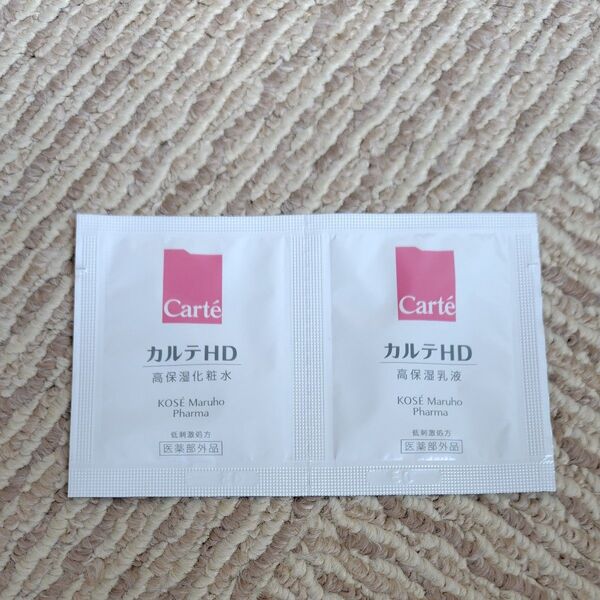 Carté
カルテHD
高保湿化粧水
KOSÉ Maruho
Pharma
低刺激処方
医薬部外品
Carté
カルテHD
高保湿乳液
KOSÉ Maruho
Pharma
低刺激処方
医薬部外品